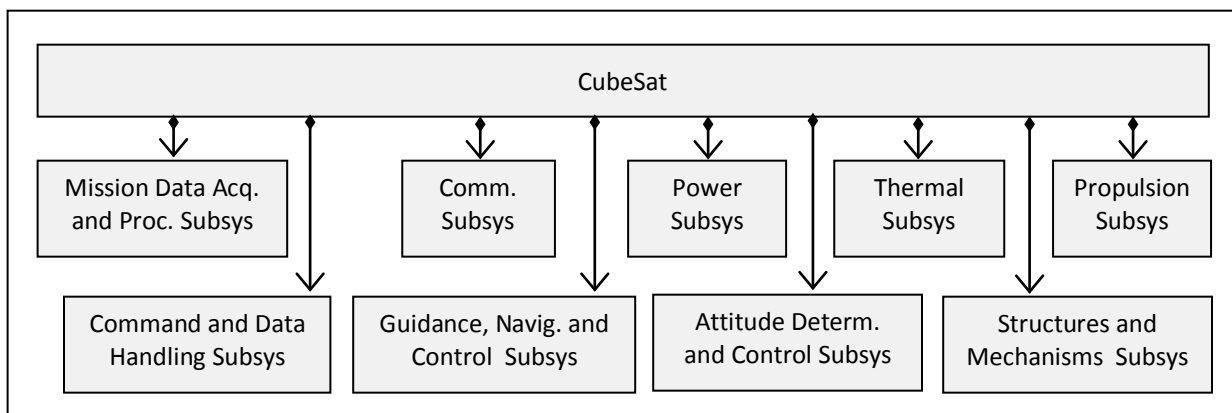 CubeSat
Mission Data Acq.
and Proc. Subsys
Comm.
Subsys
Power
Subsys
Thermal
Subsys
Propulsion
Subsys
Command and Data
Handling Subsys
Guidance, Navig. and
Control  Subsys
Attitude Determ.
and Control Subsys
Structures and
Mechanisms  Subsys